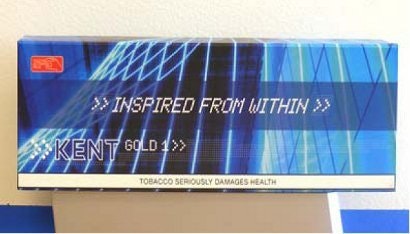 >> INSPIRED FROM WITHIN >>
KENT GOLD 1 >>
TOBACCO SERIOUSLY DAMAGES HEALTH